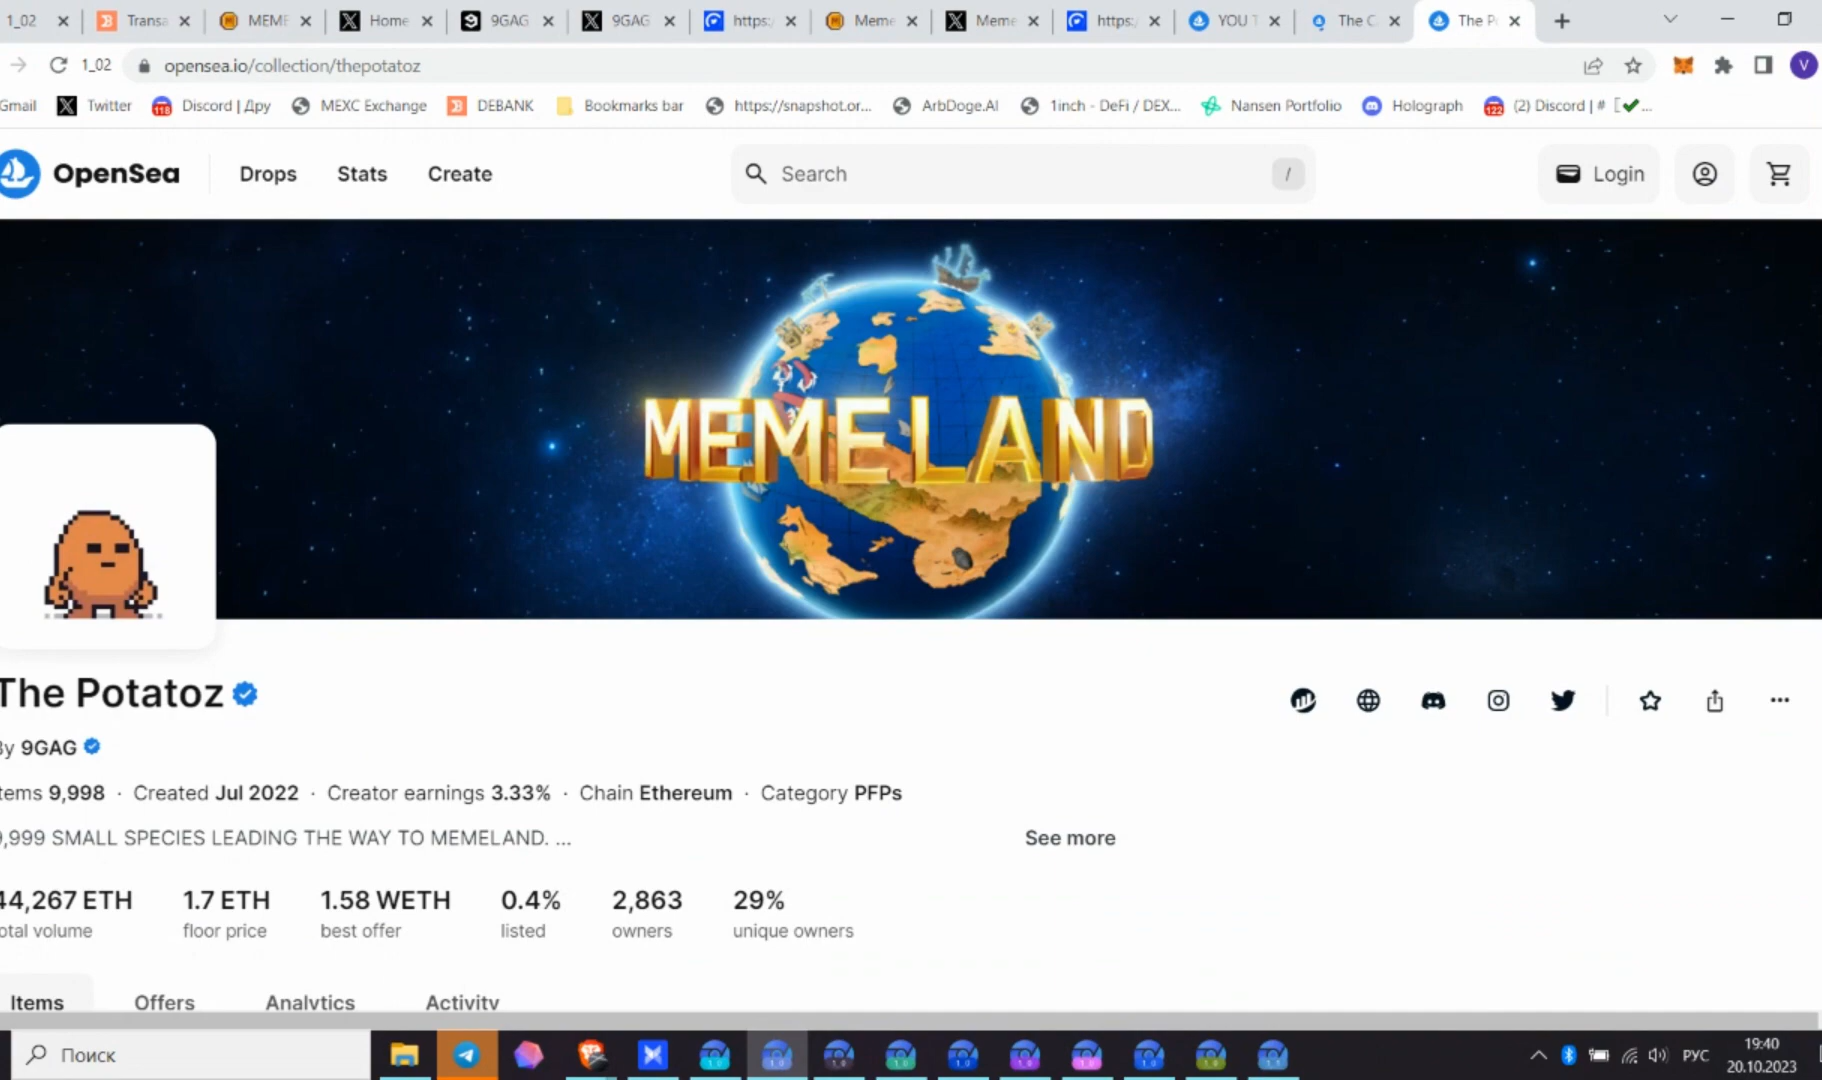 1_02 Transa MEME Home 9GAG 9GAG https:/ Meme Meme https:/ YOU T The C The P
1_02 opensea.io/collection/thepotatoz V
Gmail Twitter Discord | Дру MEXC Exchange DEBANK Bookmarks bar https://snapshot.or... ArbDoge.AI 1inch - DeFi / DEX... Nansen Portfolio Holograph (2) Discord | # [✔...
OpenSea Drops Stats Create Search / Login
MEMELAND
The Potatoz
By 9GAG
Items 9,998 · Created Jul 2022 · Creator earnings 3.33% · Chain Ethereum · Category PFPs
9,999 SMALL SPECIES LEADING THE WAY TO MEMELAND. ... See more
44,267 ETH 1.7 ETH 1.58 WETH 0.4% 2,863 29%
total volume floor price best offer listed owners unique owners
Items Offers Analytics Activity
Поиск РУС 19:40
20.10.2023